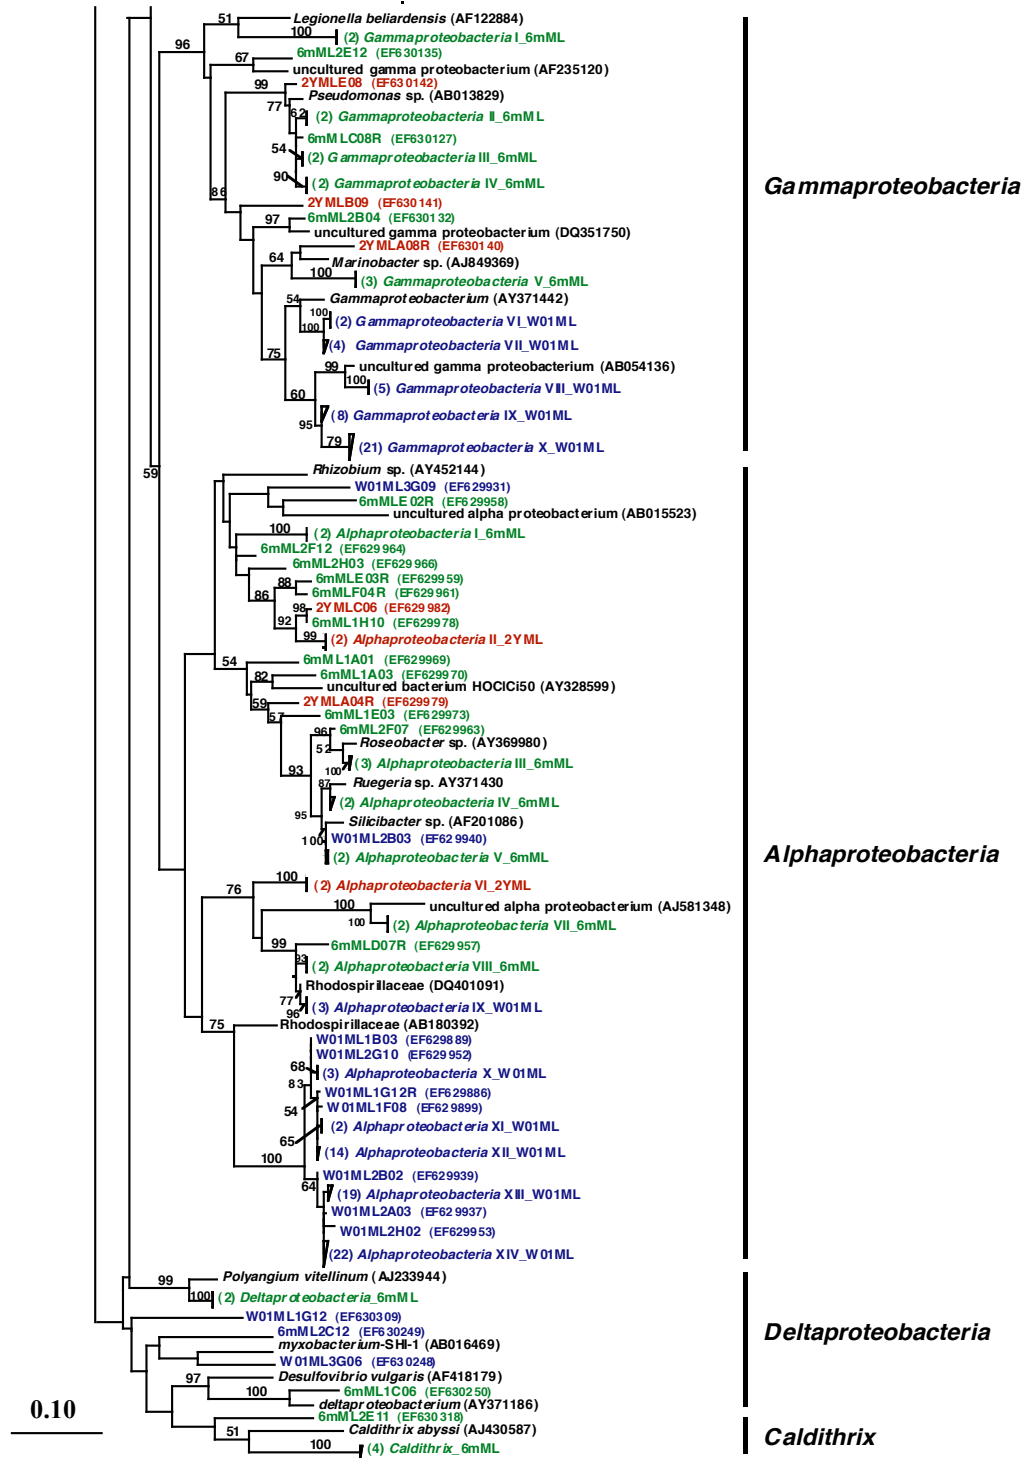 51
Legionella beliardensis (AF122884)
100
(2) Gammaproteobacteria I_6mML
96
6mML2E12 (EF630135)
67
uncultured gamma proteobacterium (AF235120)
2YMLE08 (EF630142)
99
Pseudomonas sp. (AB013829)
77
62
(2) Gammaproteobacteria II_6mML
6mMLC08R (EF630127)
54
(2) Gammaproteobacteria III_6mML
90
(2) Gammaproteobacteria IV_6mML
Gammaproteobacteria
86
2YMLB09 (EF630141)
6mML2B04 (EF630132)
97
uncultured gamma proteobacterium (DQ351750)
2YMLA08R (EF630140)
64
Marinobacter sp. (AJ849369)
100
(3) Gammaproteobacteria V_6mML
54
Gammaproteobacterium (AY371442)
100
(2) Gammaproteobacteria VI_W01ML
100
(4) Gammaproteobacteria VII_W01ML
75
99
uncultured gamma proteobacterium (AB054136)
100
(5) Gammaproteobacteria VIII_W01ML
60
(8) Gammaproteobacteria IX_W01ML
95
79
(21) Gammaproteobacteria X_W01ML
59
Rhizobium sp. (AY452144)
W01ML3G09 (EF629931)
6mMLE02R (EF629958)
uncultured alpha proteobacterium (AB015523)
100
(2) Alphaproteobacteria I_6mML
6mML2F12 (EF629964)
6mML2H03 (EF629966)
88
6mMLE03R (EF629959)
86
6mMLF04R (EF629961)
98
2YMLC06 (EF629982)
92
6mML1H10 (EF629978)
99
(2) Alphaproteobacteria II_2YML
54
6mML1A01 (EF629969)
82
6mML1A03 (EF629970)
uncultured bacterium HOClCi50 (AY328599)
59
2YMLA04R (EF629979)
57
6mML1E03 (EF629973)
96
6mML2F07 (EF629963)
52
Roseobacter sp. (AY369980)
93
100
(3) Alphaproteobacteria III_6mML
87
Ruegeria sp. AY371430
(2) Alphaproteobacteria IV_6mML
95
Silicibacter sp. (AF201086)
100
W01ML2B03 (EF629940)
(2) Alphaproteobacteria V_6mML
Alphaproteobacteria
76
100
(2) Alphaproteobacteria VI_2YML
100
uncultured alpha proteobacterium (AJ581348)
100
(2) Alphaproteobacteria VII_6mML
99
6mMLD07R (EF629957)
93
(2) Alphaproteobacteria VIII_6mML
Rhodospirillaceae (DQ401091)
77
96
(3) Alphaproteobacteria IX_W01ML
75
Rhodospirillaceae (AB180392)
W01ML1B03 (EF629889)
W01ML2G10 (EF629952)
68
(3) Alphaproteobacteria X_W01ML
83
W01ML1G12R (EF629886)
54
W01ML1F08 (EF629899)
(2) Alphaproteobacteria XI_W01ML
65
(14) Alphaproteobacteria XII_W01ML
100
W01ML2B02 (EF629939)
64
(19) Alphaproteobacteria XIII_W01ML
W01ML2A03 (EF629937)
W01ML2H02 (EF629953)
(22) Alphaproteobacteria XIV_W01ML
99
Polyangium vitellinum (AJ233944)
100
(2) Deltaproteobacteria_6mML
W01ML1G12 (EF630309)
6mML2C12 (EF630249)
Deltaproteobacteria
myxobacterium-SHI-1 (AB016469)
W01ML3G06 (EF630248)
97
Desulfovibrio vulgaris (AF418179)
100
6mML1C06 (EF630250)
deltaproteobacterium (AY371186)
0.10
6mML2E11 (EF630318)
51
Caldithrix abyssi (AJ430587)
Caldithrix
100
(4) Caldithrix_6mML